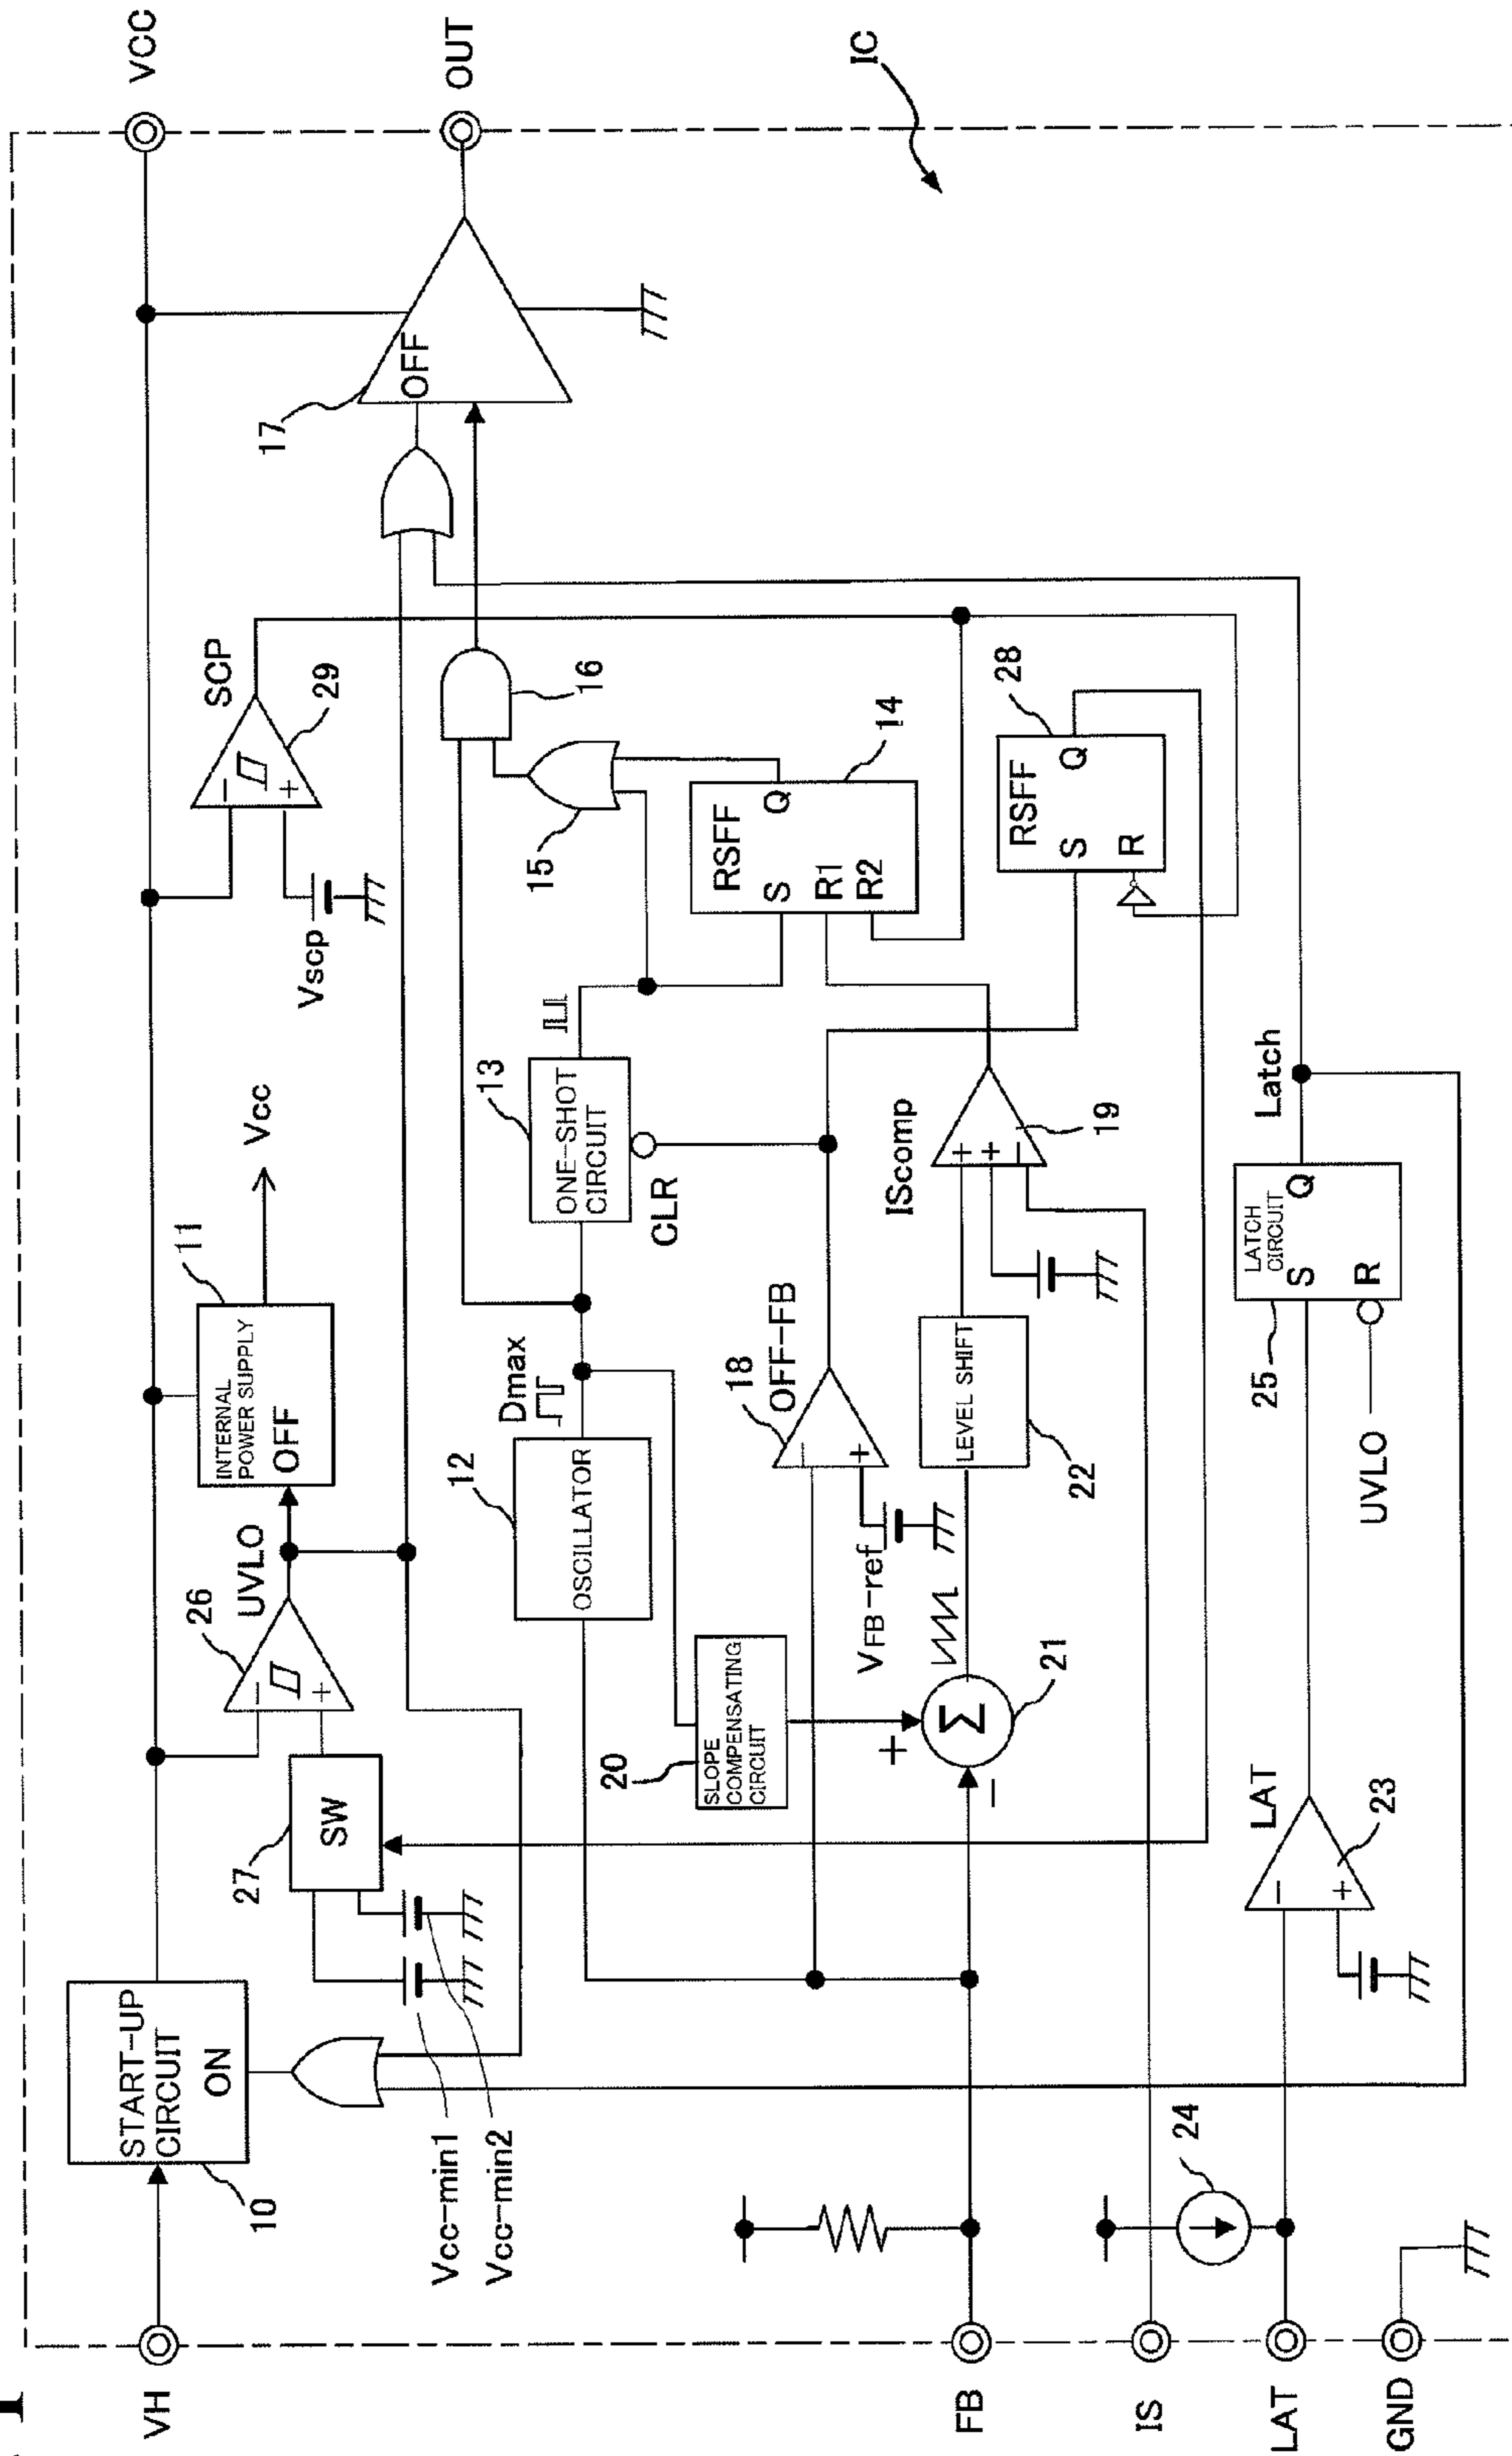 VH
VCC
START-UP
CIRCUIT
ON
10
Vcc-min1
Vcc-min2
27
SW
26
UVLO
−
+
INTERNAL
POWER SUPPLY
OFF
11
Vcc
Vscp
−
+
SCP
29
17
OFF
OUT
IC
12
OSCILLATOR
Dmax
13
ONE-SHOT
CIRCUIT
CLR
15
16
RSFF
S
Q
R1
R2
14
20
SLOPE
COMPENSATING
CIRCUIT
18
OFF-FB
−
+
VFB-ref
FB
+
−
Σ
21
LEVEL SHIFT
22
IScomp
+
+
−
19
28
RSFF
S
Q
R
IS
24
LAT
LAT
−
+
23
25
LATCH
CIRCUIT
S
Q
R
UVLO
Latch
GND